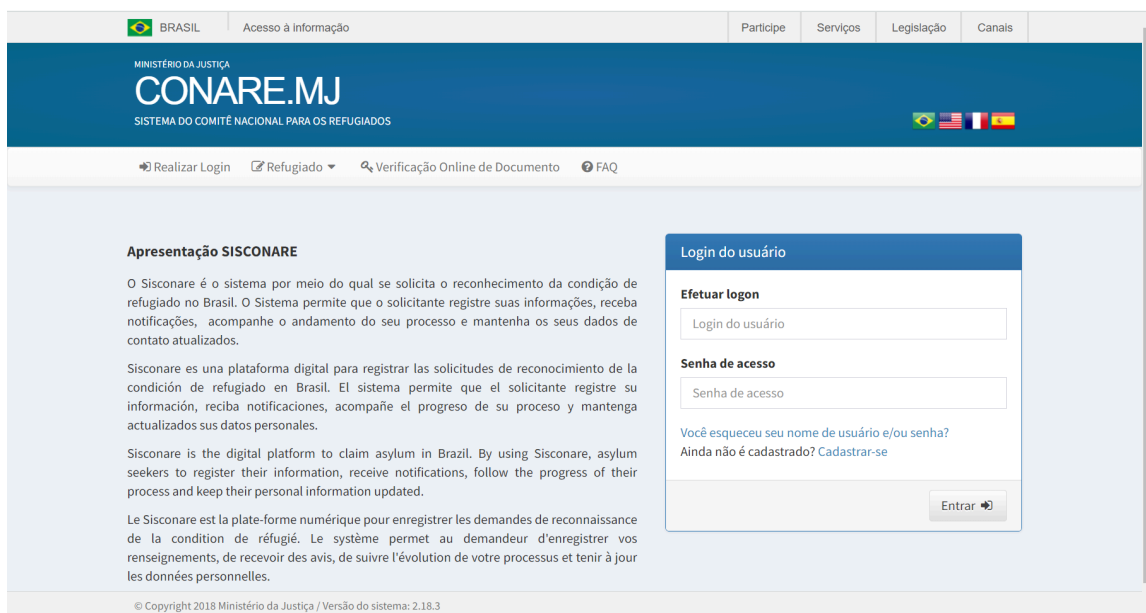 BRASIL
Acesso à informação
Participe
Serviços
Legislação
Canais
MINISTÉRIO DA JUSTIÇA
CONARE.MJ
SISTEMA DO COMITÊ NACIONAL PARA OS REFUGIADOS
Realizar Login
Refugiado
Verificação Online de Documento
FAQ
Apresentação SISCONARE
O Sisconare é o sistema por meio do qual se solicita o reconhecimento da condição de
refugiado no Brasil. O Sistema permite que o solicitante registre suas informações, receba
notificações, acompanhe o andamento do seu processo e mantenha os seus dados de
contato atualizados.
Sisconare es una plataforma digital para registrar las solicitudes de reconocimiento de la
condición de refugiado en Brasil. El sistema permite que el solicitante registre su
información, reciba notificaciones, acompañe el progreso de su proceso y mantenga
actualizados sus datos personales.
Sisconare is the digital platform to claim asylum in Brazil. By using Sisconare, asylum
seekers to register their information, receive notifications, follow the progress of their
process and keep their personal information updated.
Le Sisconare est la plate-forme numérique pour enregistrer les demandes de reconnaissance
de la condition de réfugié. Le système permet au demandeur d'enregistrer vos
renseignements, de recevoir des avis, de suivre l'évolution de votre processus et tenir à jour
les données personnelles.
Login do usuário
Efetuar logon
Login do usuário
Senha de acesso
Senha de acesso
Você esqueceu seu nome de usuário e/ou senha?
Ainda não é cadastrado? Cadastrar-se
Entrar
© Copyright 2018 Ministério da Justiça / Versão do sistema: 2.18.3